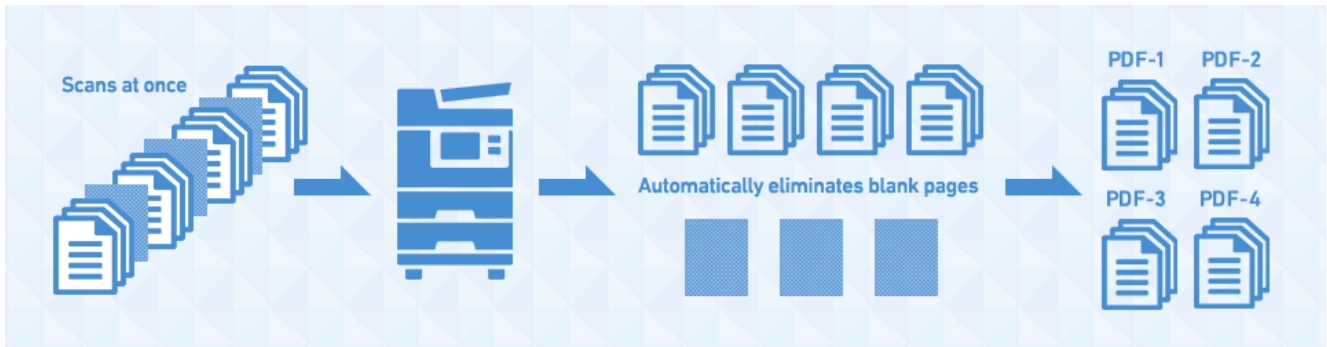 Scans at once
Automatically eliminates blank pages
PDF-1
PDF-2
PDF-3
PDF-4